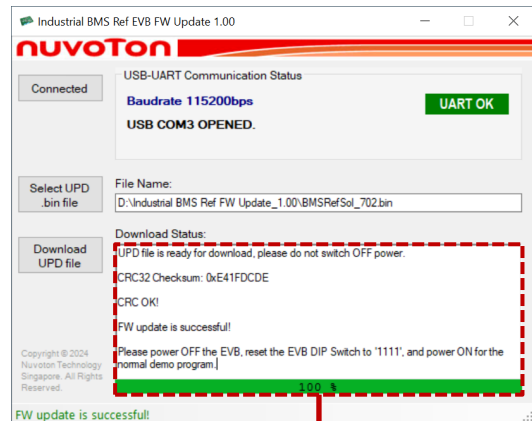 Industrial BMS Ref EVB FW Update 1.00
nuvoTon
Connected
USB-UART Communication Status
Baudrate 115200bps
UART OK
USB COM3 OPENED.
Select UPD
.bin file
File Name:
D:\Industrial BMS Ref FW Update_1.00\BMSRefSol_702.bin
Download
UPD file
Download Status:
UPD file is ready for download, please do not switch OFF power.
CRC32 Checksum: 0xE41FDCDE
CRC OK!
FW update is successful!
Please power OFF the EVB, reset the EVB DIP Switch to '1111', and power ON for the
normal demo program.
100 %
Copyright © 2024
Nuvoton Technology
Singapore. All Rights
Reserved.
FW update is successful!